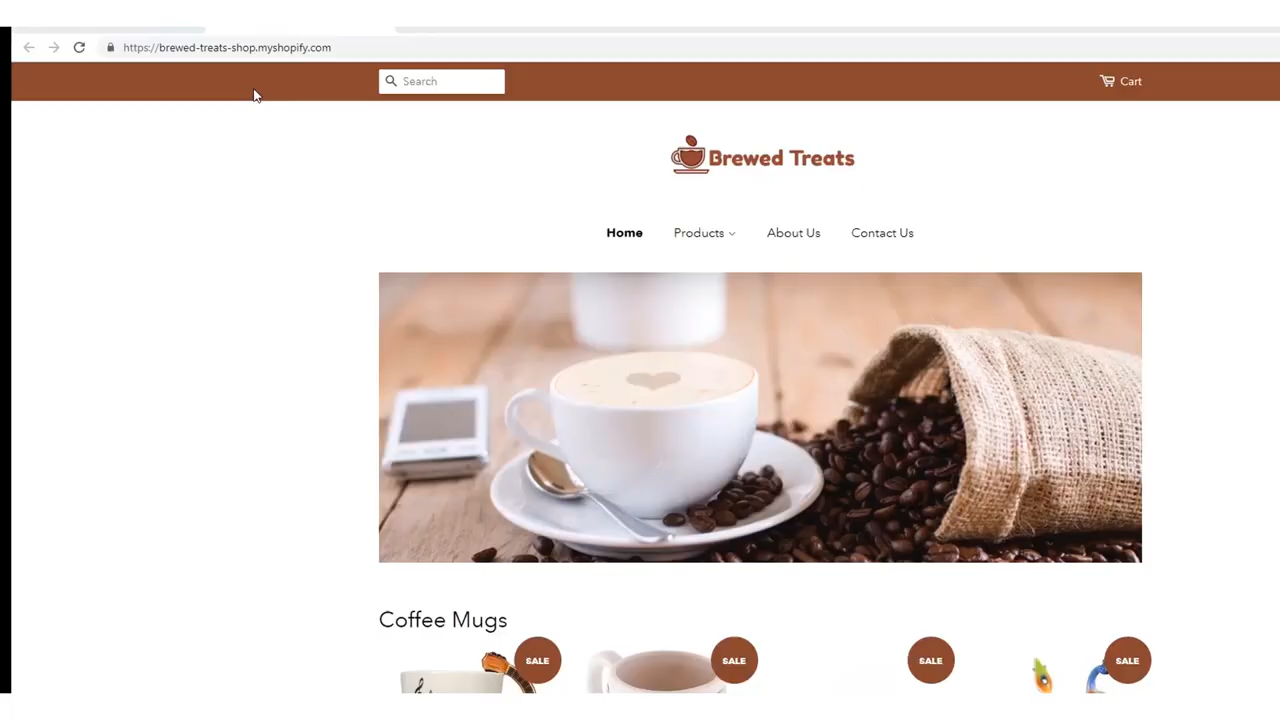 https://brewed-treats-shop.myshopify.com
Search
Cart
Brewed Treats
Home Products About Us Contact Us
Coffee Mugs
SALE SALE SALE SALE